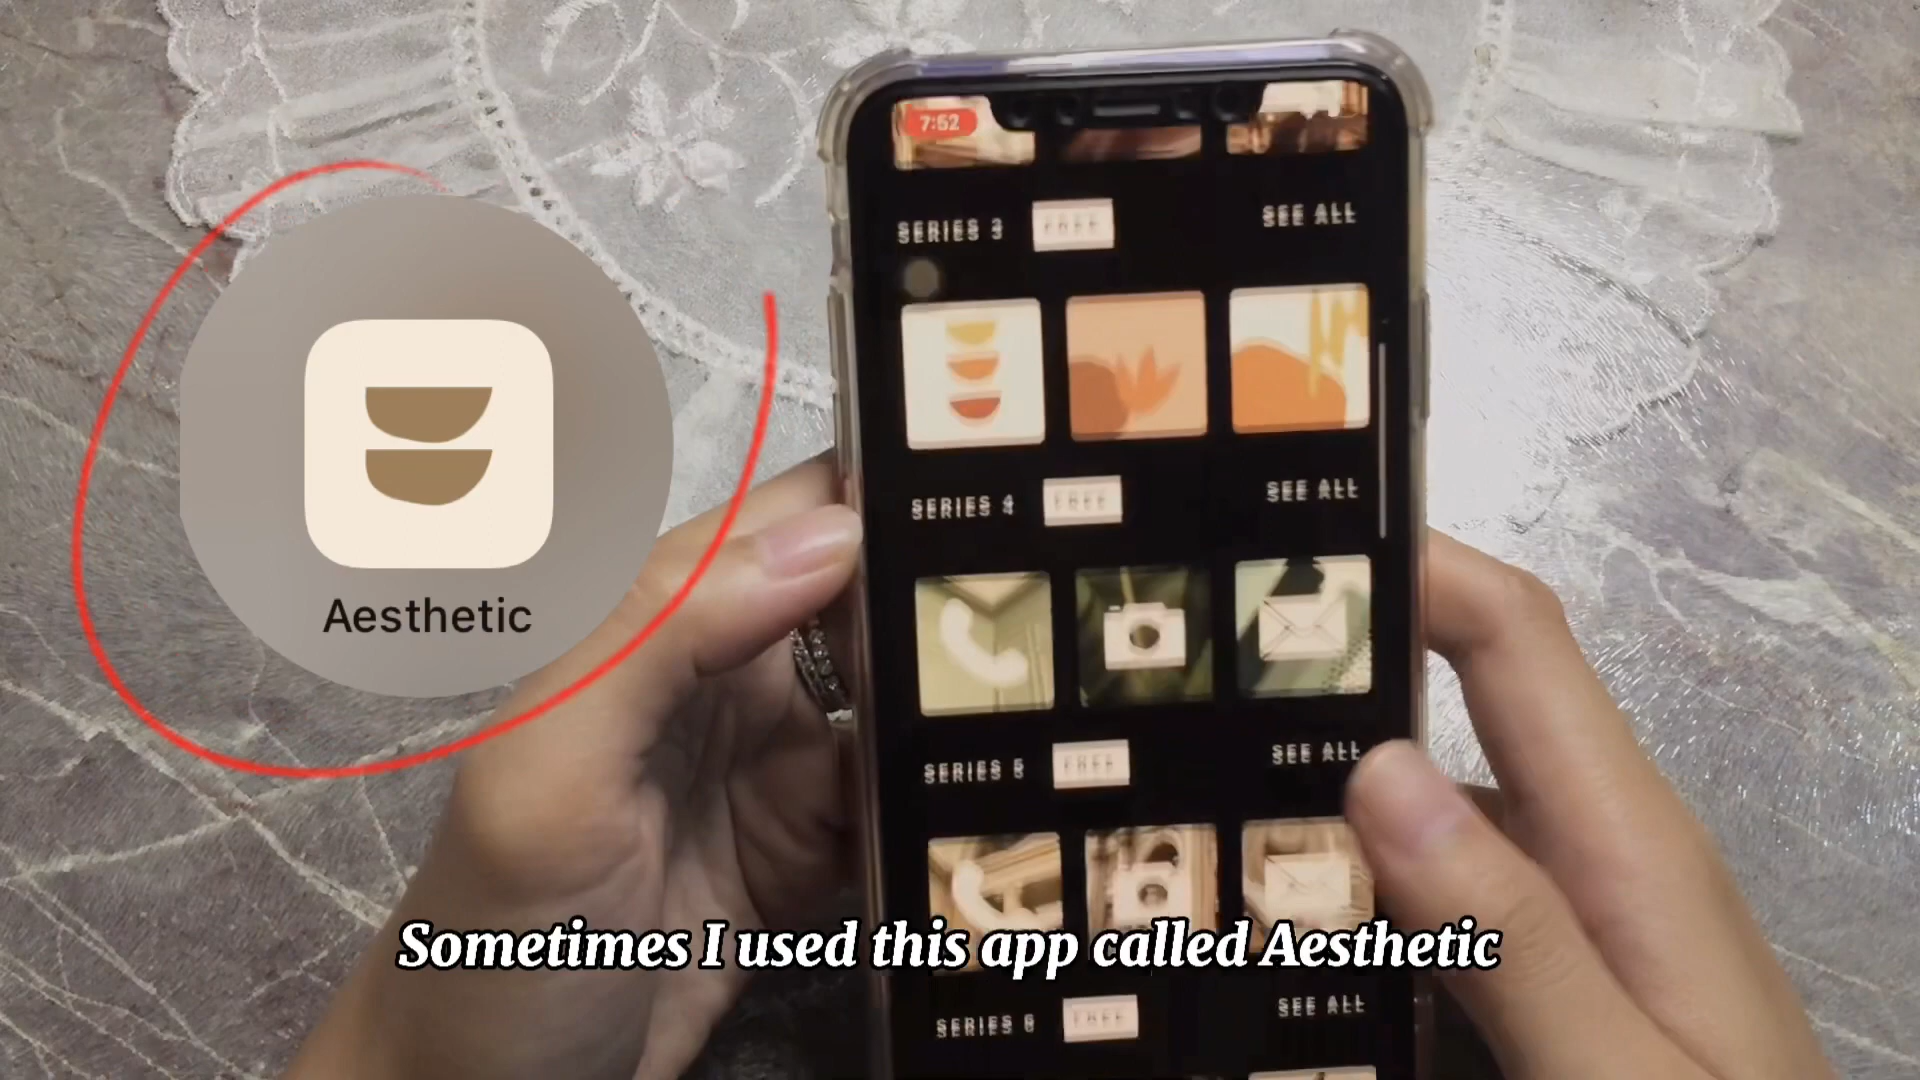 7:52
SERIES 3
FREE
SEE ALL
SERIES 4
FREE
SEE ALL
Aesthetic
SERIES 5
FREE
SEE ALL
Sometimes I used this app called Aesthetic
SERIES 6
FREE
SEE ALL